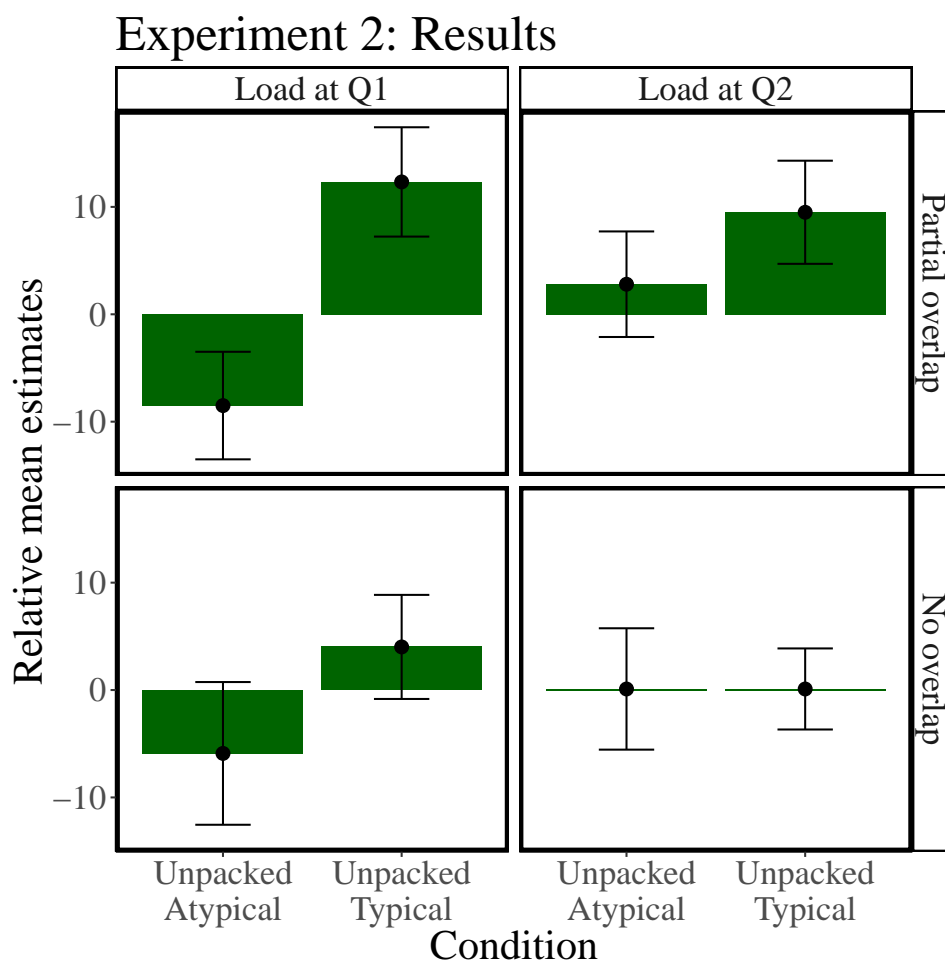 Experiment 2: Results
Load at Q1
Load at Q2
Relative mean estimates
10
0
−10
Partial overlap
10
0
−10
No overlap
Unpacked
Atypical
Unpacked
Typical
Unpacked
Atypical
Unpacked
Typical
Condition